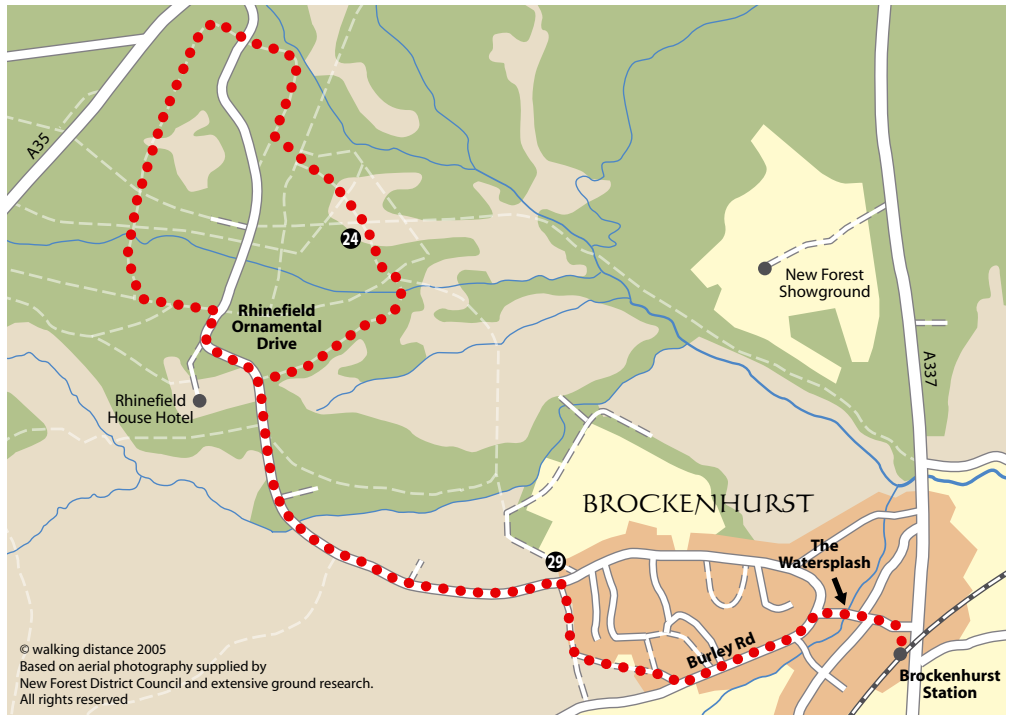 A35
24
New Forest
Showground
Rhinefield
Ornamental
Drive
A337
Rhinefield
House Hotel
BROCKENHURST
The
Watersplash
29
Burley Rd
Brockenhurst
Station
© walking distance 2005
Based on aerial photography supplied by
New Forest District Council and extensive ground research.
All rights reserved